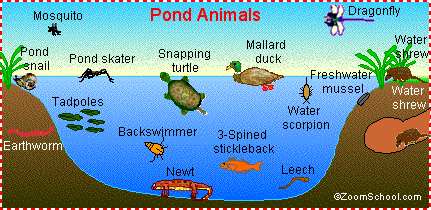 Pond Animals
Mosquito
Dragonfly
Pond
snail
Pond skater
Snapping
turtle
Mallard
duck
Water
shrew
Freshwater
mussel
Tadpoles
Water
scorpion
Water
shrew
Earthworm
Backswimmer
3-Spined
stickleback
Newt
Leech
©ZoomSchool.com